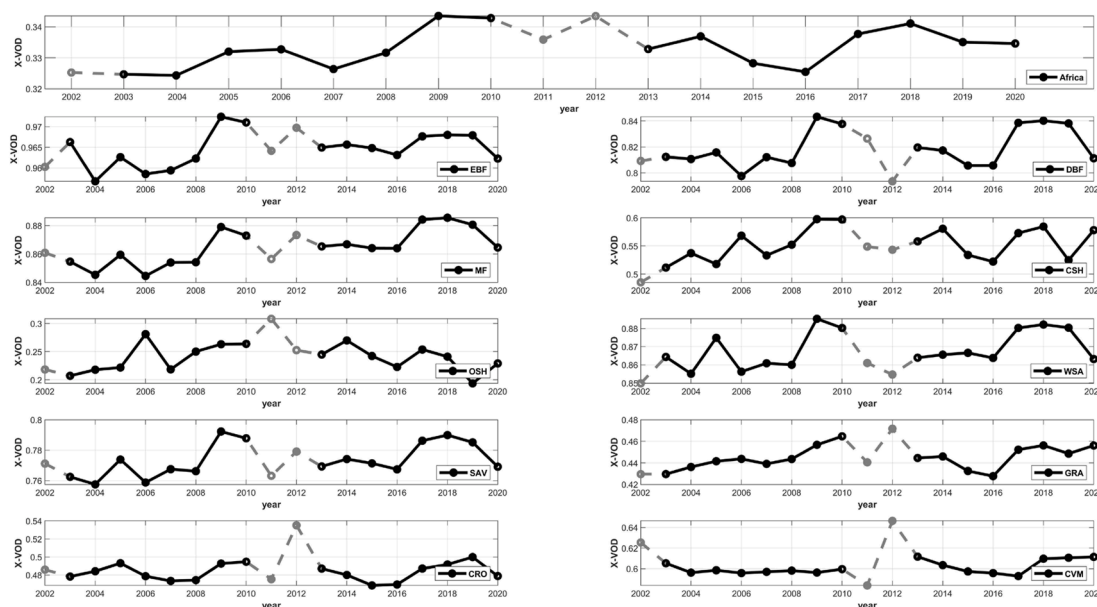 X-VOD
0.34
0.33
0.32
2002 2003 2004 2005 2006 2007 2008 2009 2010 2011 2012 2013 2014 2015 2016 2017 2018 2019 2020
year
Africa
X-VOD
0.97
0.965
0.96
2002 2004 2006 2008 2010 2012 2014 2016 2018 2020
year
EBF
X-VOD
0.84
0.82
0.8
2002 2004 2006 2008 2010 2012 2014 2016 2018 202
year
DBF
X-VOD
0.88
0.86
0.84
2002 2004 2006 2008 2010 2012 2014 2016 2018 2020
year
MF
X-VOD
0.6
0.55
0.5
2002 2004 2006 2008 2010 2012 2014 2016 2018 202
year
CSH
X-VOD
0.3
0.25
0.2
2002 2004 2006 2008 2010 2012 2014 2016 2018 2020
year
OSH
X-VOD
0.88
0.87
0.86
0.85
2002 2004 2006 2008 2010 2012 2014 2016 2018 202
year
WSA
X-VOD
0.8
0.78
0.76
2002 2004 2006 2008 2010 2012 2014 2016 2018 2020
year
SAV
X-VOD
0.48
0.46
0.44
0.42
2002 2004 2006 2008 2010 2012 2014 2016 2018 202
year
GRA
X-VOD
0.54
0.52
0.5
0.48
2002 2004 2006 2008 2010 2012 2014 2016 2018 2020
year
CRO
X-VOD
0.64
0.62
0.6
2002 2004 2006 2008 2010 2012 2014 2016 2018 202
year
CVM